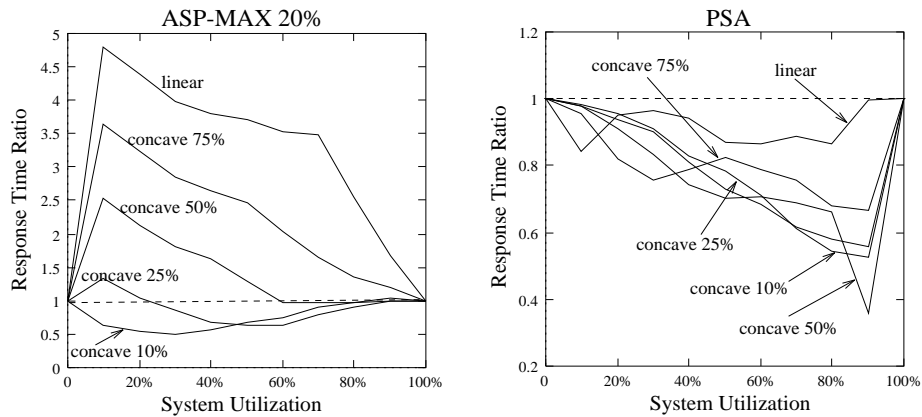 ASP-MAX 20%
5
4.5
4
3.5
3
2.5
2
1.5
1
0.5
0
Response Time Ratio
linear
concave 75%
concave 50%
concave 25%
concave 10%
0
20%
40%
60%
80%
100%
System Utilization
PSA
1.2
1
0.8
0.6
0.4
0.2
Response Time Ratio
concave 75%
linear
concave 25%
concave 10%
concave 50%
0
20%
40%
60%
80%
100%
System Utilization